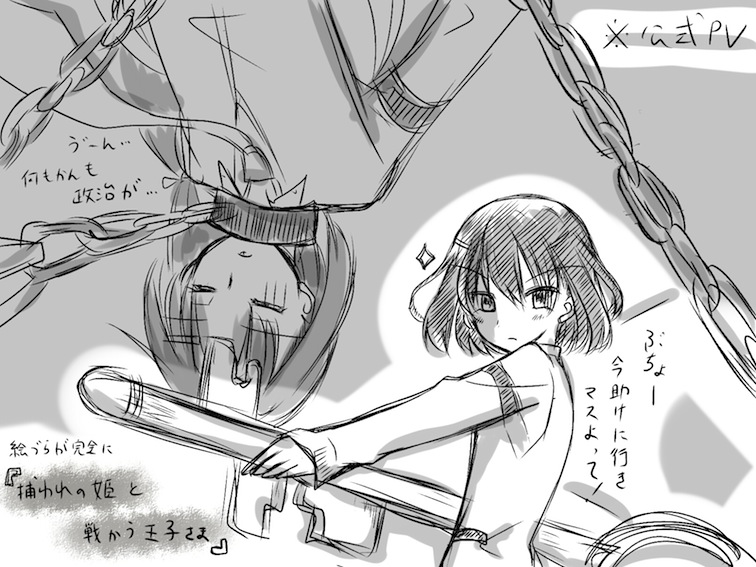 ※公式PV
うーん…
何もかんも
政治が…
ぶちょー
今助けに行き
マスよって!
絵づらが完全に
『捕われの姫と
戦かう王子さま』